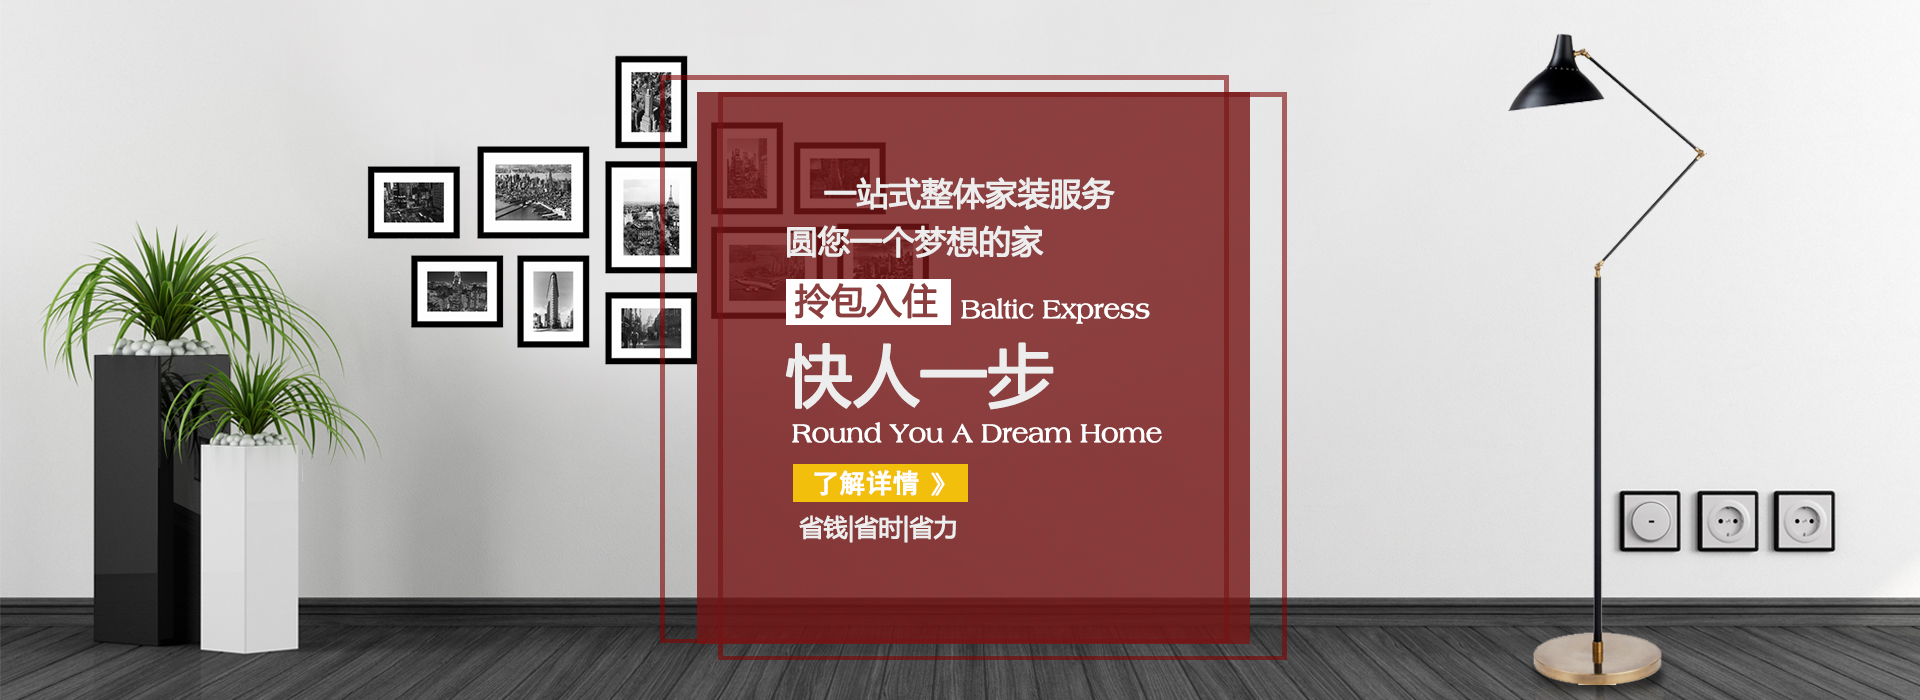 一站式整体家装服务
圆您一个梦想的家
拎包入住 Baltic Express
快人一步
Round You A Dream Home
了解详情 》
省钱|省时|省力